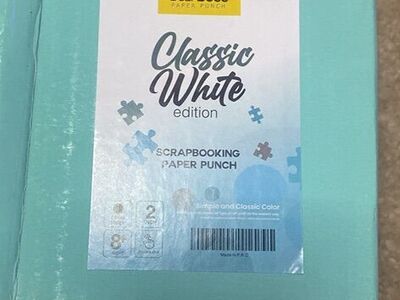 PAPER PUNCH
Classic
White
edition
SCRAPBOOKING
PAPER PUNCH
Simple and Classic Color
2
8
Made in P.R.C